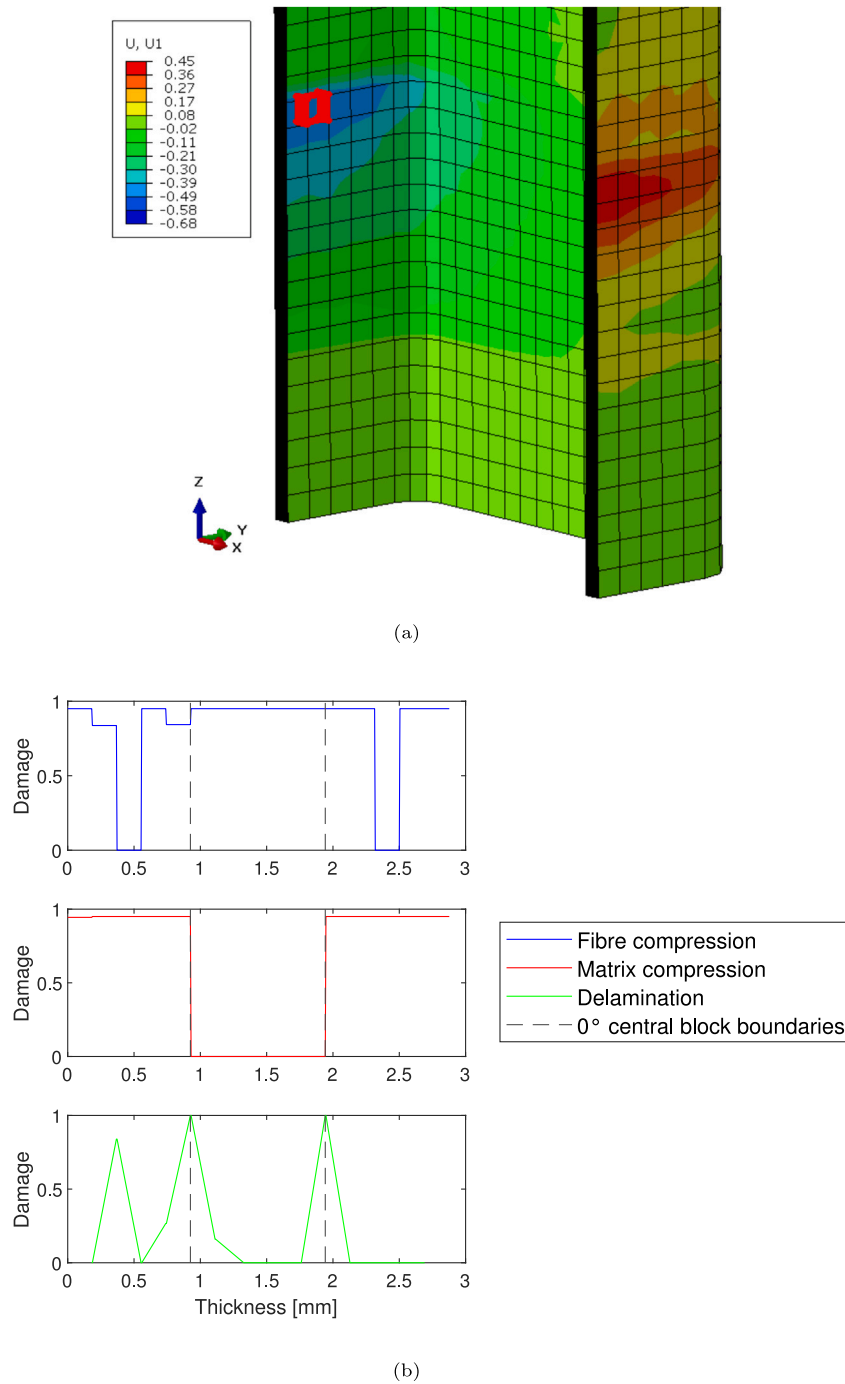 U, U1
0.45
0.36
0.27
0.17
0.08
-0.02
-0.11
-0.21
-0.30
-0.39
-0.49
-0.58
-0.68
Z
Y
X
(a)
1
0.5
0
Damage
0 0.5 1 1.5 2 2.5 3
1
0.5
0
Damage
0 0.5 1 1.5 2 2.5 3
Fibre compression
Matrix compression
Delamination
0° central block boundaries
1
0.5
0
Damage
0 0.5 1 1.5 2 2.5 3
Thickness [mm]
(b)